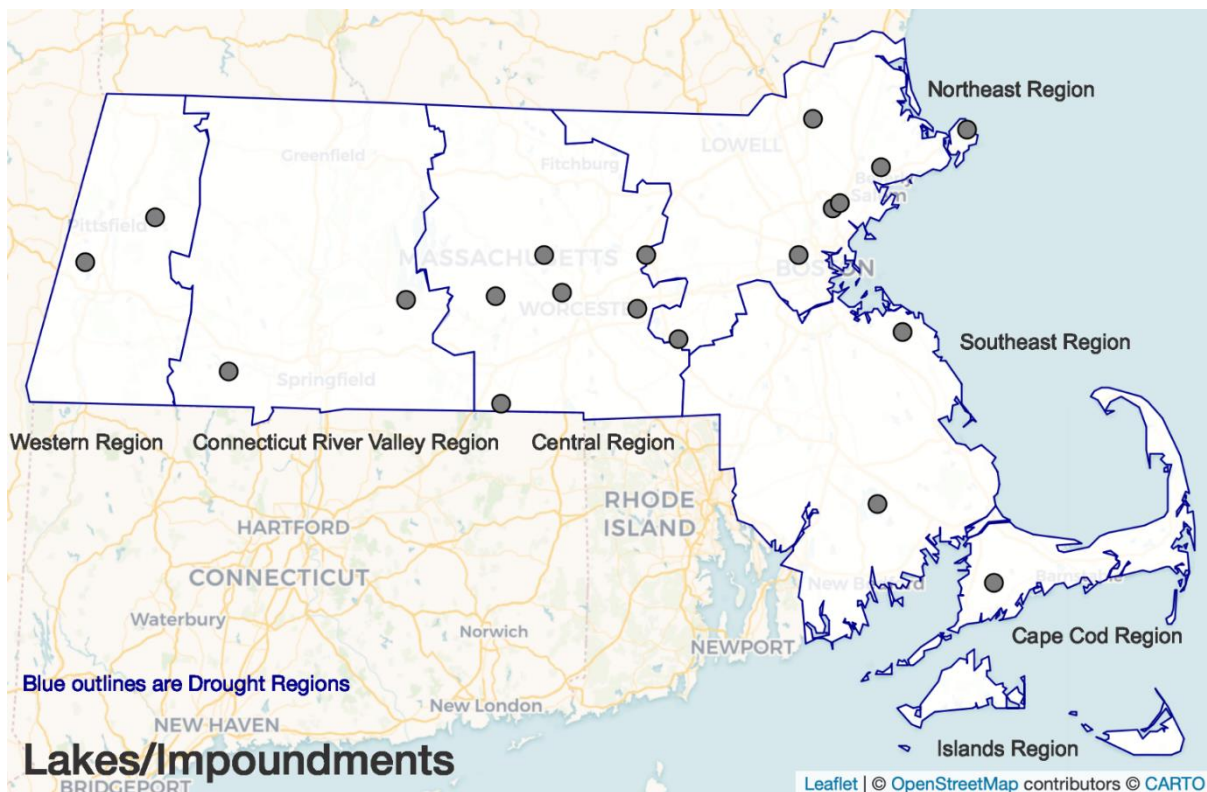 Northeast Region
LOWELL
Greenfield
Fitchburg
Salem
Pittsfield
MASSACHUSETTS
BOSTON
WORCESTER
Southeast Region
Springfield
Western Region
Connecticut River Valley Region
Central Region
RHODE
ISLAND
HARTFORD
CONNECTICUT
New Bedford
Barnstable
Waterbury
Norwich
Cape Cod Region
NEWPORT
Blue outlines are Drought Regions
New London
NEW HAVEN
Islands Region
Lakes/Impoundments
BRIDGEPORT
Leaflet | © OpenStreetMap contributors © CARTO